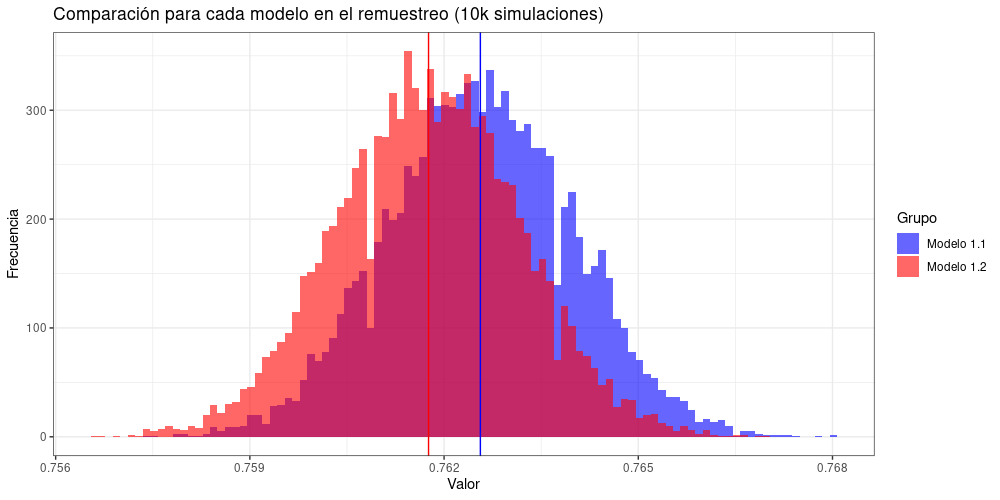 Comparación para cada modelo en el remuestreo (10k simulaciones)
Frecuencia
300
200
100
0
0.756
0.759
0.762
0.765
0.768
Valor
Grupo
Modelo 1.1
Modelo 1.2